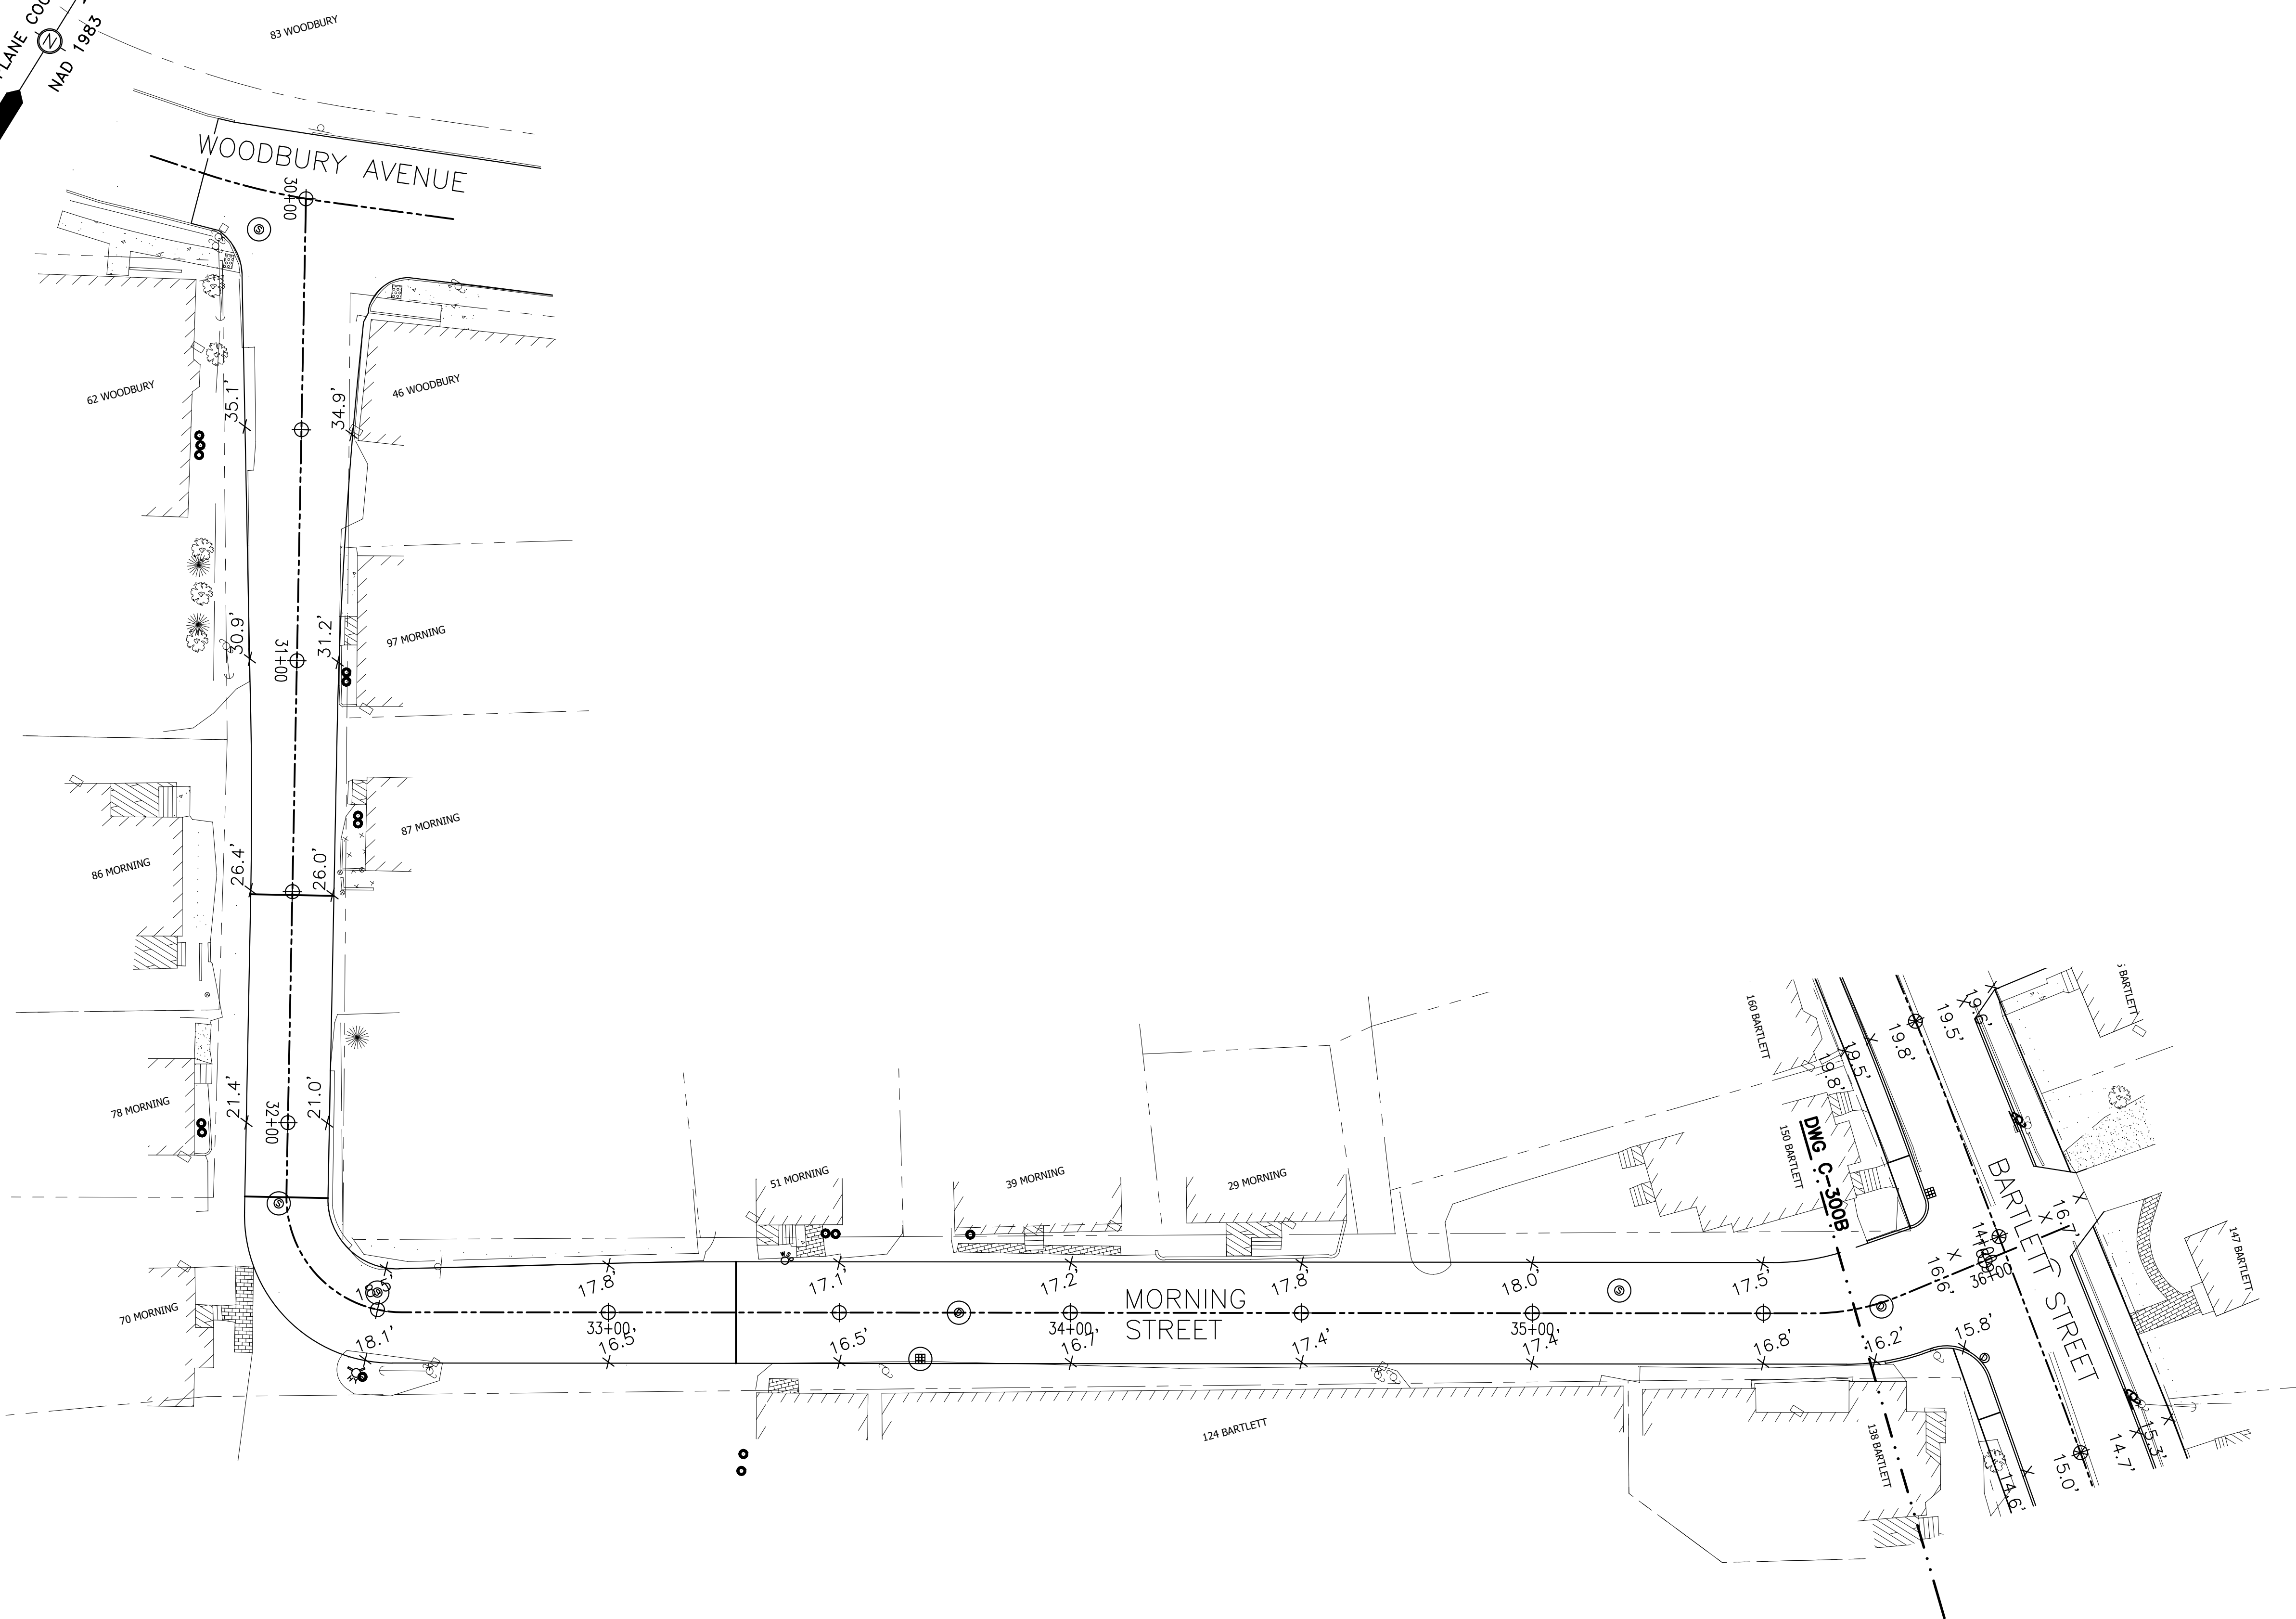 NAD 1983
83 WOODBURY
WOODBURY AVENUE
30+00
62 WOODBURY
46 WOODBURY
35.1'
34.9'
30.9'
31+00
31.2'
97 MORNING
87 MORNING
86 MORNING
26.4'
26.0'
21.4'
32+00
21.0'
78 MORNING
70 MORNING
18.1'
51 MORNING
39 MORNING
29 MORNING
17.8'
17.1'
17.2'
17.8'
18.0'
17.5'
33+00
34+00
35+00
36+00
16.5'
16.5'
16.7'
17.4'
17.4'
16.8'
16.2'
15.8'
MORNING
STREET
124 BARTLETT
138 BARTLETT
150 BARTLETT
160 BARTLETT
DWG C-300B
19.8'
19.5'
19.8'
19.5'
19.6'
BARTLETT STREET
16.7'
16.6'
147 BARTLETT
BARTLETT
15.3'
14.7'
15.0'
14.6'